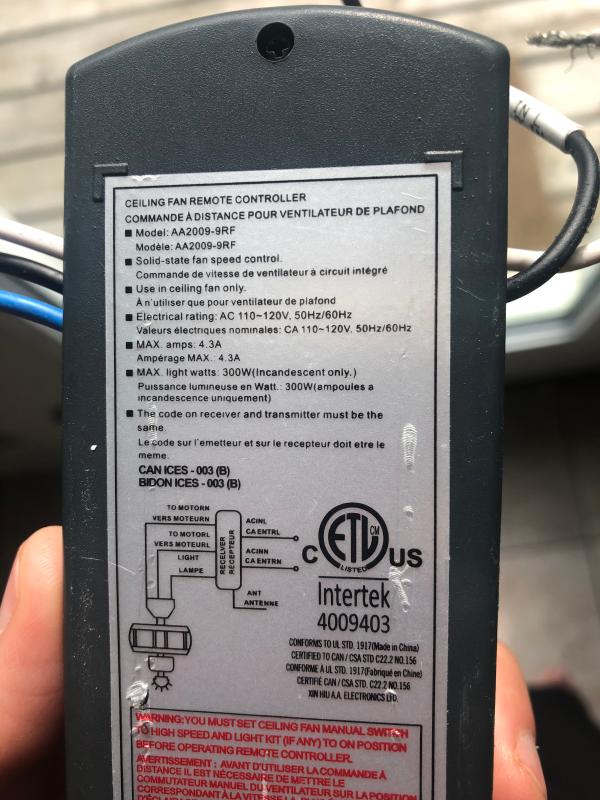 IN L
CEILING FAN REMOTE CONTROLLER
COMMANDE À DISTANCE POUR VENTILATEUR DE PLAFOND
■ Model: AA2009-9RF
Modèle: AA2009-9RF
■ Solid-state fan speed control.
Commande de vitesse de ventilateur à circuit intégré
■ Use in ceiling fan only.
À n'utiliser que pour ventilateur de plafond
■ Electrical rating: AC 110~120V, 50Hz/60Hz
Valeurs électriques nominales: CA 110~120V, 50Hz/60Hz
■ MAX. amps: 4.3A
Ampérage MAX.: 4.3A
■ MAX. light watts: 300W(Incandescent only.)
Puissance lumineuse en Watt.: 300W(ampoules a
incandescence uniquement)
■ The code on receiver and transmitter must be the
same.
Le code sur l'emetteur et sur le recepteur doit etre le
meme.
CAN ICES - 003 (B)
BIDON ICES - 003 (B)
TO MOTORN
VERS MOTEURN
TO MOTORL
VERS MOTEURL
LIGHT
LAMPE
RECEIVER
RÉCEPTEUR
ACINL
CA ENTRL
ACINN
CA ENTRN
ANT
ANTENNE
C ETL CM US
LISTED
Intertek
4009403
CONFORMS TO UL STD. 1917(Made in China)
CERTIFIED TO CAN / CSA STD C22.2 NO.156
CONFORME À UL STD. 1917(Fabriqué en Chine)
CERTIFIÉ CAN / CSA STD C22.2 NO.156
XIN HIU A.A. ELECTRONICS LTD.
WARNING: YOU MUST SET CEILING FAN MANUAL SWITCH
TO HIGH SPEED AND LIGHT KIT (IF ANY) TO ON POSITION
BEFORE OPERATING REMOTE CONTROLLER.
AVERTISSEMENT: AVANT D'UTILISER LA COMMANDE À
DISTANCE IL EST NÉCESSAIRE DE METTRE LE
COMMUTATEUR MANUEL DU VENTILATEUR SUR LA POSITION